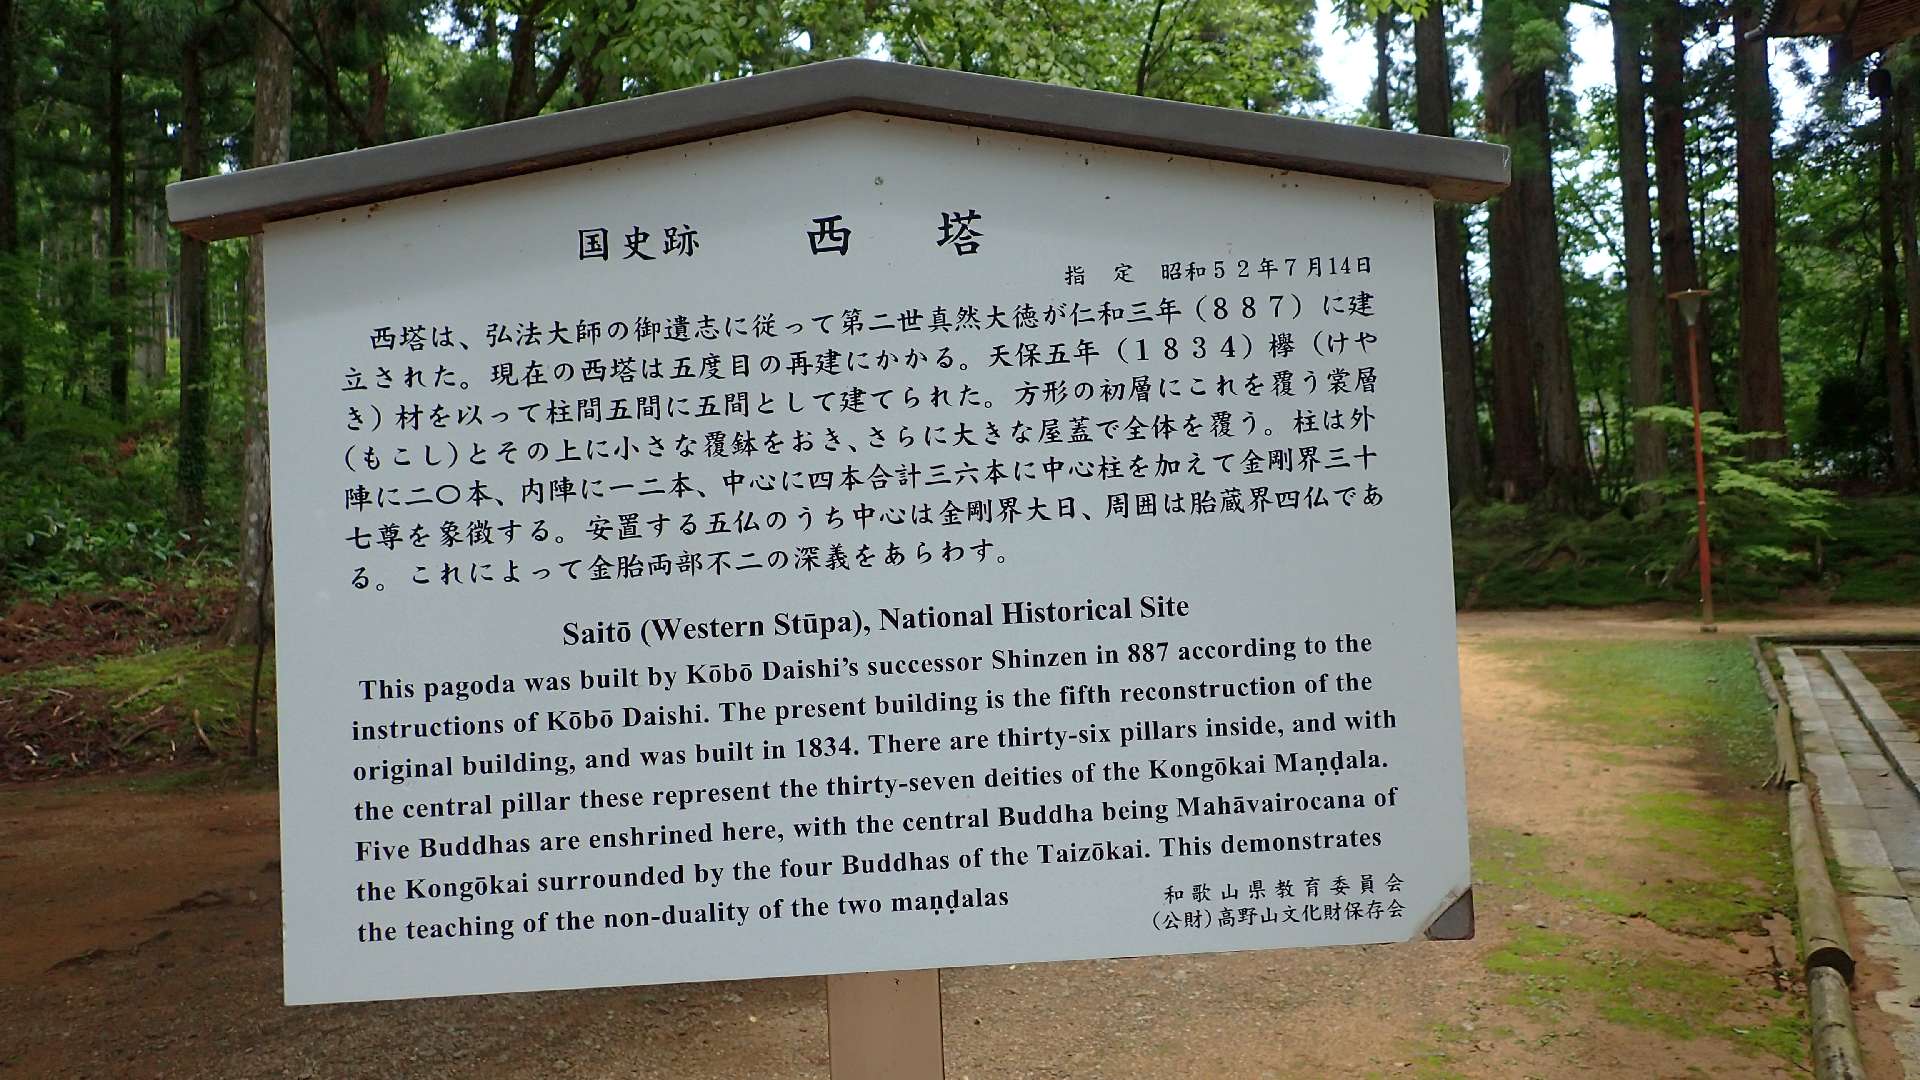 国史跡 西 塔
指 定 昭和52年7月14日
西塔は、弘法大師の御遺志に従って第二世真然大徳が仁和三年（887）に建
立された。現在の西塔は五度目の再建にかかる。天保五年（1834）欅（けや
き）材を以って柱間五間に五間として建てられた。方形の初層にこれを覆う裳層
（もこし）とその上に小さな覆鉢をおき、さらに大きな屋蓋で全体を覆う。柱は外
陣に二〇本、内陣に一二本、中心に四本合計三六本に中心柱を加えて金剛界三十
七尊を象徴する。安置する五仏のうち中心は金剛界大日、周囲は胎蔵界四仏であ
る。これによって金胎両部不二の深義をあらわす。
Saitō (Western Stūpa), National Historical Site
This pagoda was built by Kōbō Daishi's successor Shinzen in 887 according to the
instructions of Kōbō Daishi. The present building is the fifth reconstruction of the
original building, and was built in 1834. There are thirty-six pillars inside, and with
the central pillar these represent the thirty-seven deities of the Kongōkai Maṇḍala.
Five Buddhas are enshrined here, with the central Buddha being Mahāvairocana of
the Kongōkai surrounded by the four Buddhas of the Taizōkai. This demonstrates
the teaching of the non-duality of the two maṇḍalas
和歌山県教育委員会
（公財）高野山文化財保存会